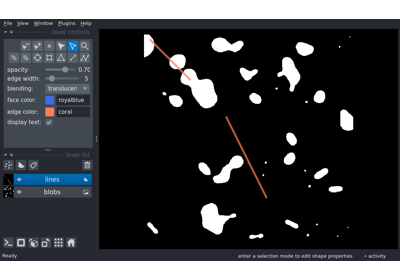 File View Window Plugins Help
layer controls
opacity: 0.70
edge width: 5
blending: translucent
face color: royalblue
edge color: coral
display text:
layer list
lines
blobs
Ready enter a selection mode to edit shape properties activity